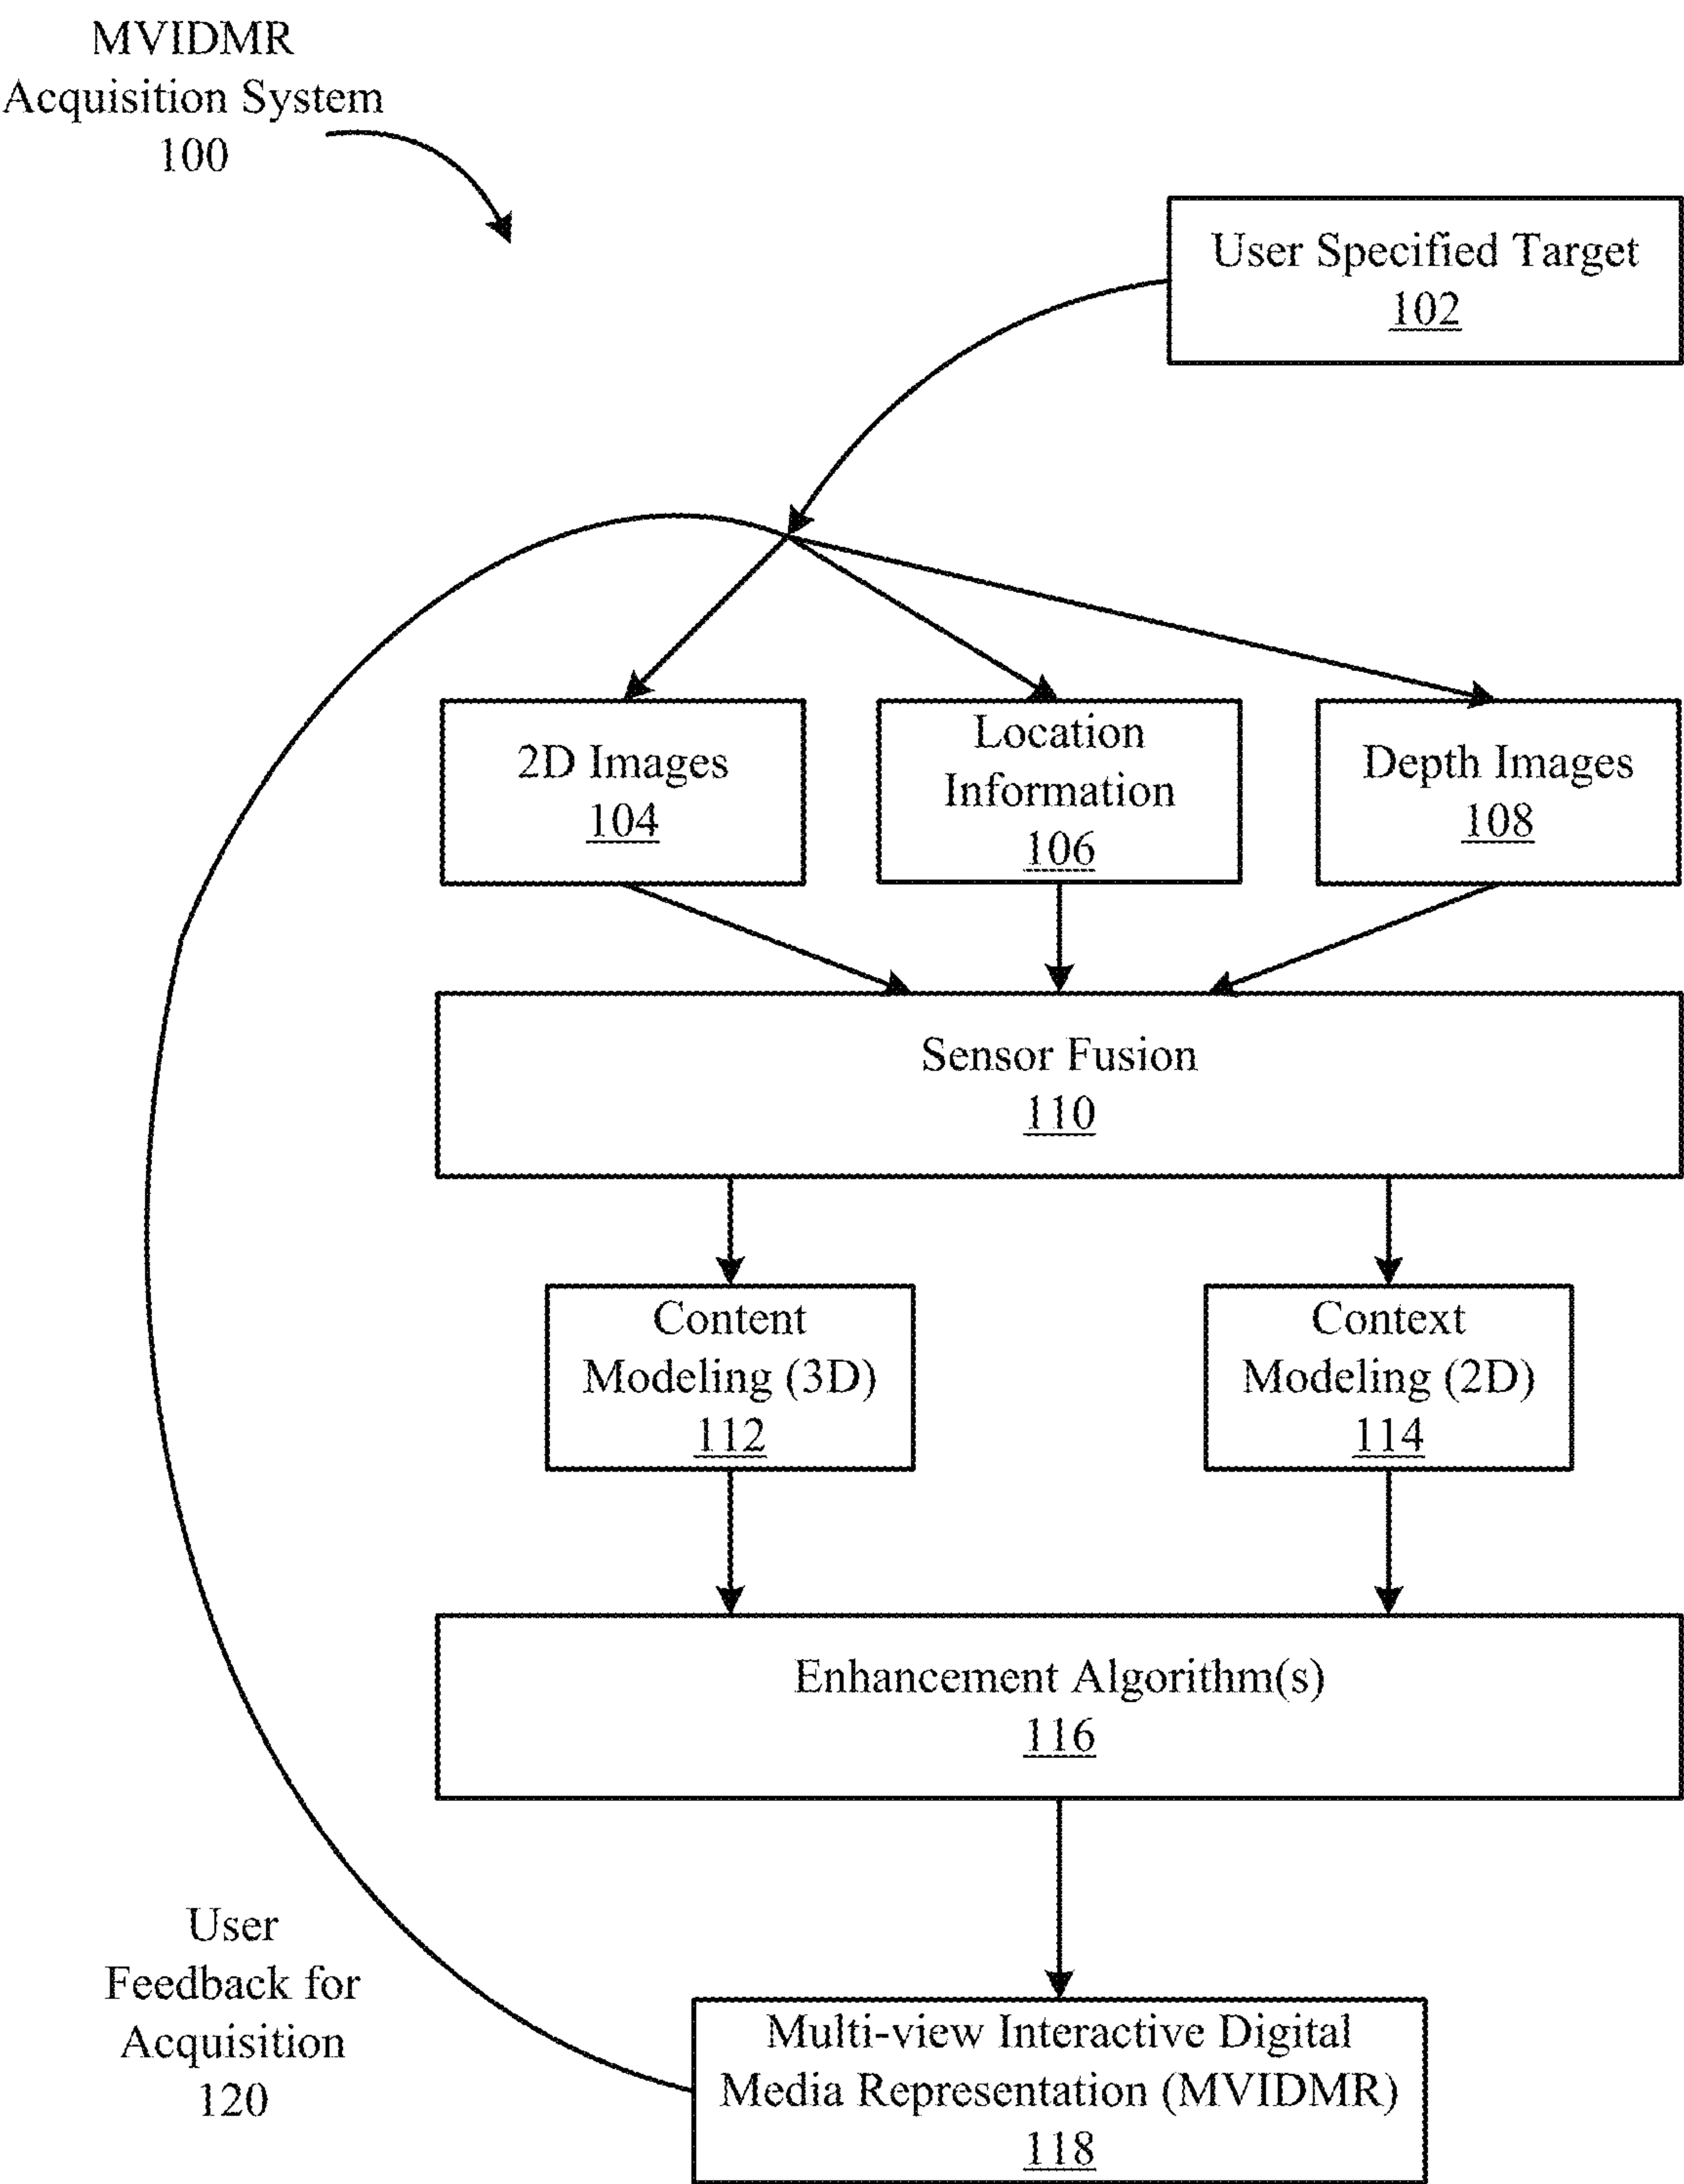 MVIDMR
Acquisition System
100
User Specified Target
102
2D Images
104
Location
Information
106
Depth Images
108
Sensor Fusion
110
Content
Modeling (3D)
112
Context
Modeling (2D)
114
Enhancement Algorithm(s)
116
User
Feedback for
Acquisition
120
Multi-view Interactive Digital
Media Representation (MVIDMR)
118